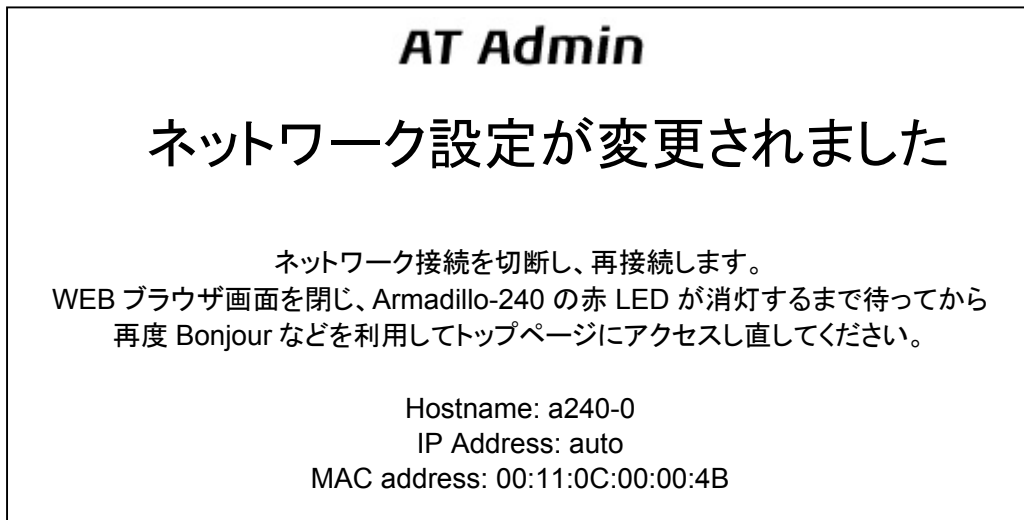 AT Admin
ネットワーク設定が変更されました
ネットワーク接続を切断し、再接続します。
WEB ブラウザ画面を閉じ、Armadillo-240 の赤 LED が消灯するまで待ってから
再度 Bonjour などを利用してトップページにアクセスし直してください。
Hostname: a240-0
IP Address: auto
MAC address: 00:11:0C:00:00:4B